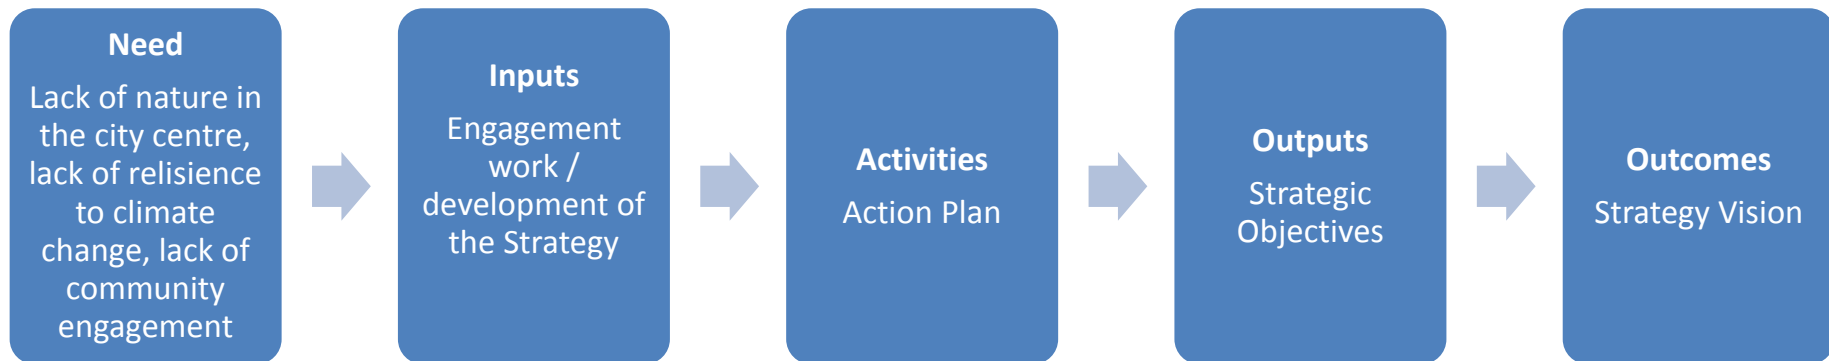 Need
Lack of nature in
the city centre,
lack of relisience
to climate
change, lack of
community
engagement
Inputs
Engagement
work /
development of
the Strategy
Activities
Action Plan
Outputs
Strategic
Objectives
Outcomes
Strategy Vision